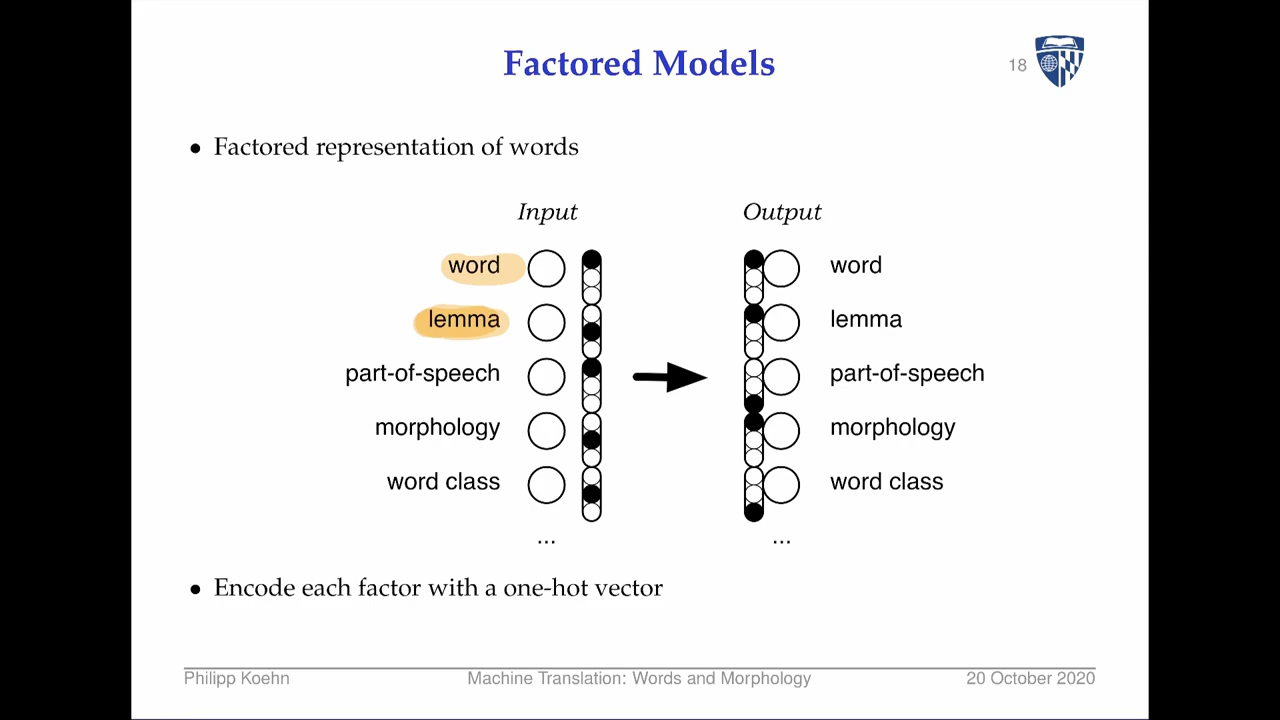 Factored Models
18
• Factored representation of words
Input Output
word word
lemma lemma
part-of-speech part-of-speech
morphology morphology
word class word class
... ...
• Encode each factor with a one-hot vector
Philipp Koehn Machine Translation: Words and Morphology 20 October 2020